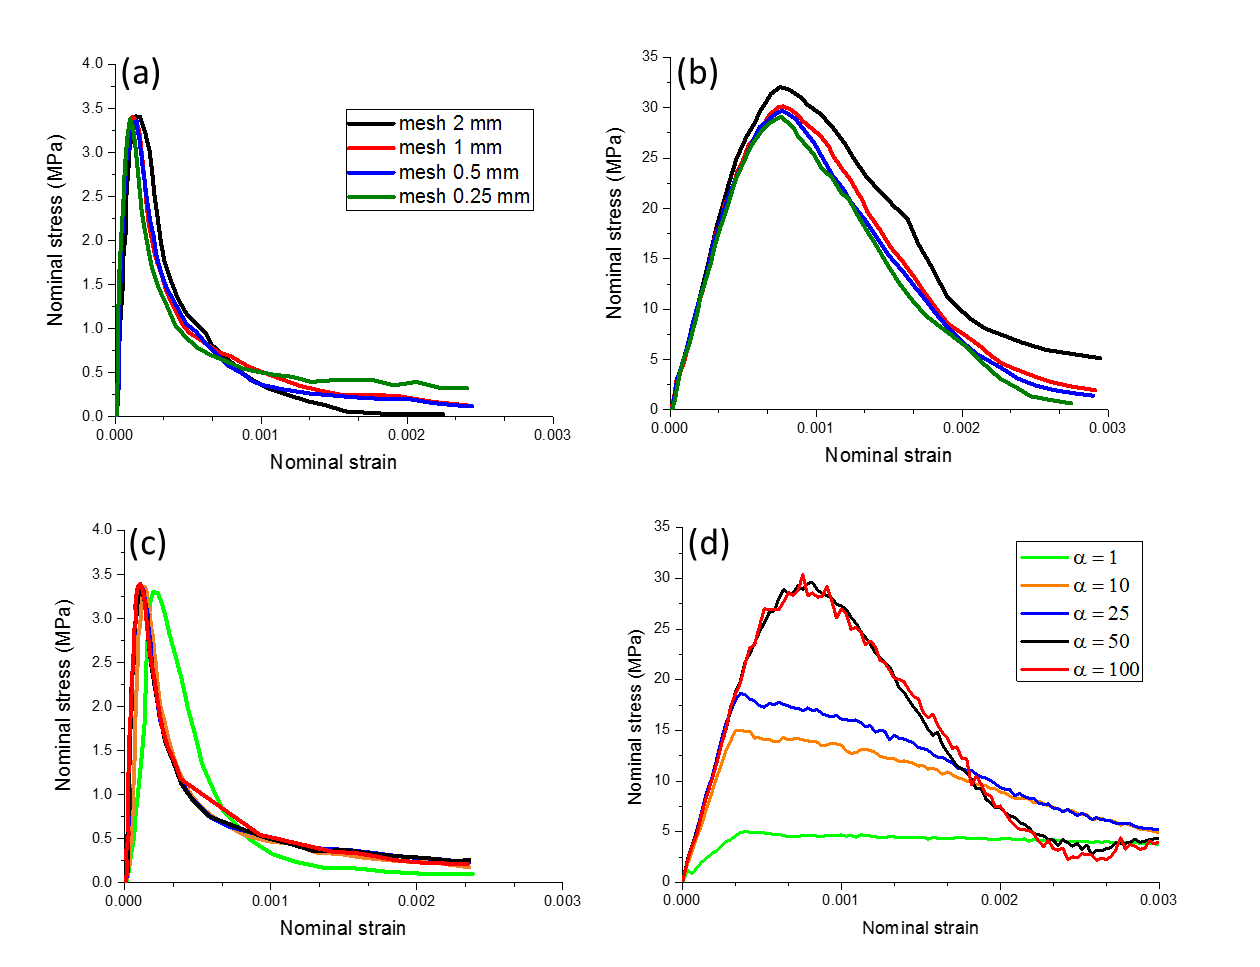 (a)
4.0
3.5
3.0
2.5
2.0
1.5
1.0
0.5
0.0
Nominal stress (MPa)
mesh 2 mm
mesh 1 mm
mesh 0.5 mm
mesh 0.25 mm
0.000 0.001 0.002 0.003
Nominal strain
(b)
35
30
25
20
15
10
5
0
Nominal stress (MPa)
0.000 0.001 0.002 0.003
Nominal strain
(c)
4.0
3.5
3.0
2.5
2.0
1.5
1.0
0.5
0.0
Nominal stress (MPa)
0.000 0.001 0.002 0.003
Nominal strain
(d)
35
30
25
20
15
10
5
0
Nominal stress (MPa)
α = 1
α = 10
α = 25
α = 50
α = 100
0.000 0.001 0.002 0.003
Nominal strain